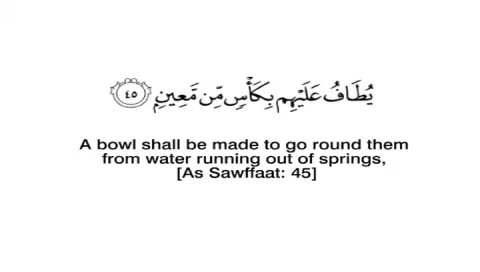 يُطَافُ عَلَيْهِم بِكَأْسٍ مِّن مَّعِينٍۭ ٤٥
A bowl shall be made to go round them
from water running out of springs,
[As Sawffaat: 45]